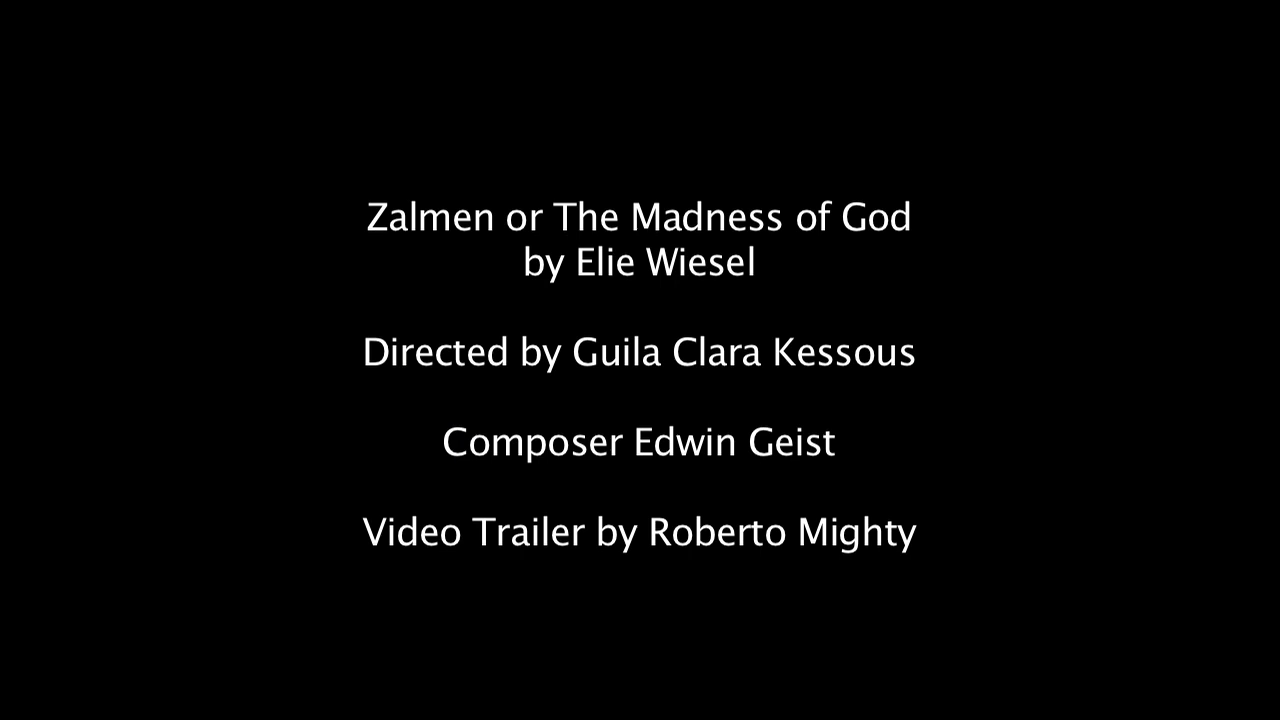 Zalmen or The Madness of God
by Elie Wiesel
Directed by Guila Clara Kessous
Composer Edwin Geist
Video Trailer by Roberto Mighty